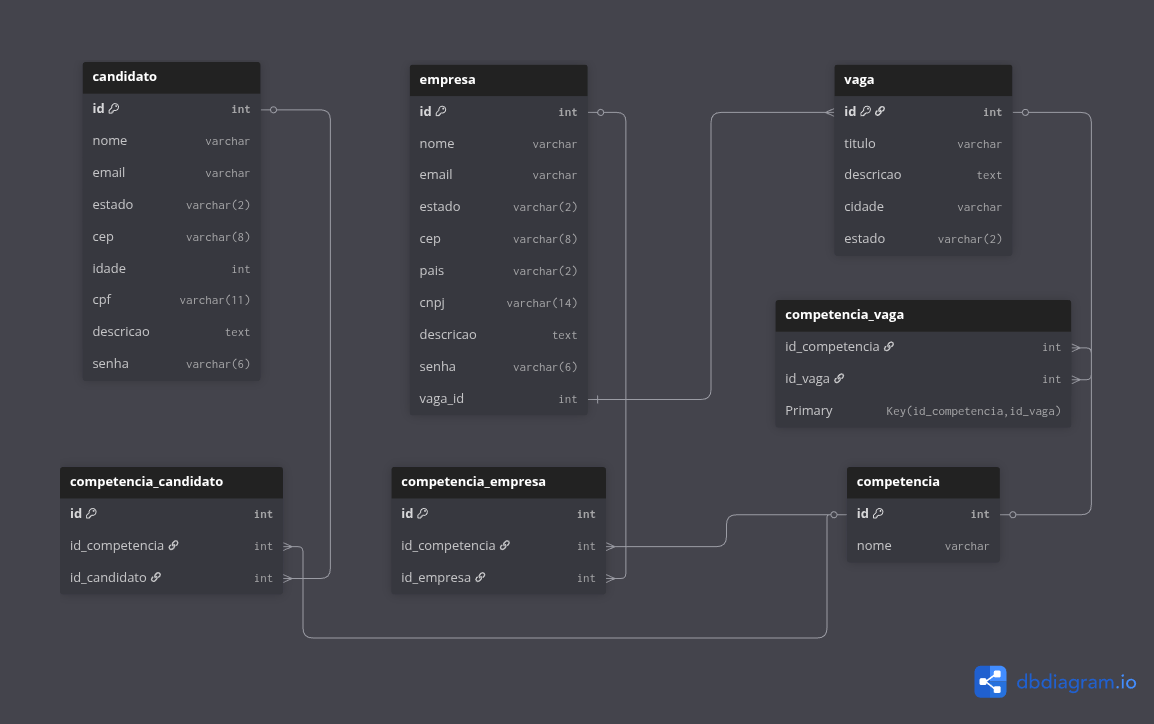 candidato
id int
nome varchar
email varchar
estado varchar(2)
cep varchar(8)
idade int
cpf varchar(11)
descricao text
senha varchar(6)
empresa
id int
nome varchar
email varchar
estado varchar(2)
cep varchar(8)
pais varchar(2)
cnpj varchar(14)
descricao text
senha varchar(6)
vaga_id int
vaga
id int
titulo varchar
descricao text
cidade varchar
estado varchar(2)
competencia_vaga
id_competencia int
id_vaga int
Primary Key(id_competencia,id_vaga)
competencia_candidato
id int
id_competencia int
id_candidato int
competencia_empresa
id int
id_competencia int
id_empresa int
competencia
id int
nome varchar
dbdiagram.io